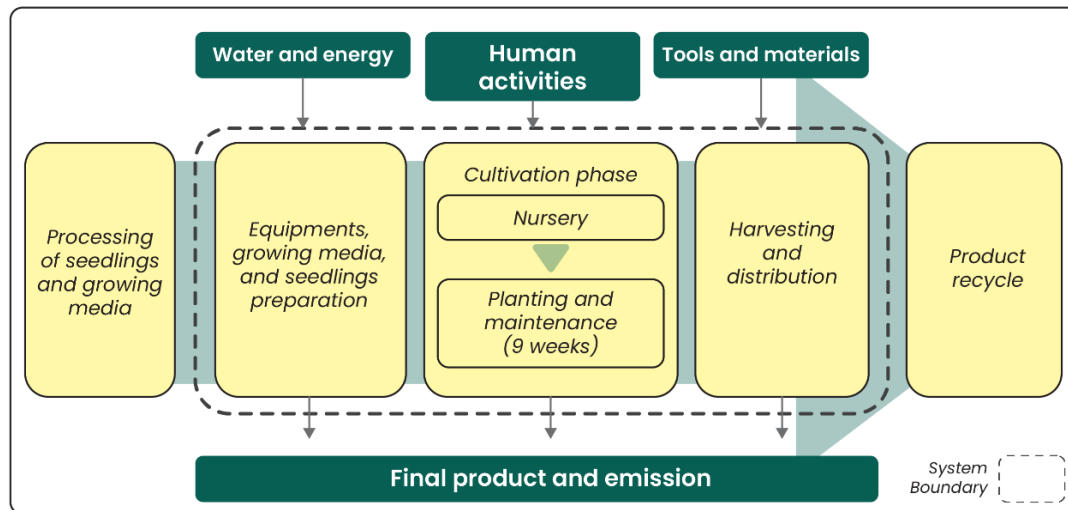 Water and energy
Human
activities
Tools and materials
Processing
of seedlings
and growing
media
Equipments,
growing media,
and seedlings
preparation
Cultivation phase
Nursery
Planting and
maintenance
(9 weeks)
Harvesting
and
distribution
Product
recycle
Final product and emission
System
Boundary